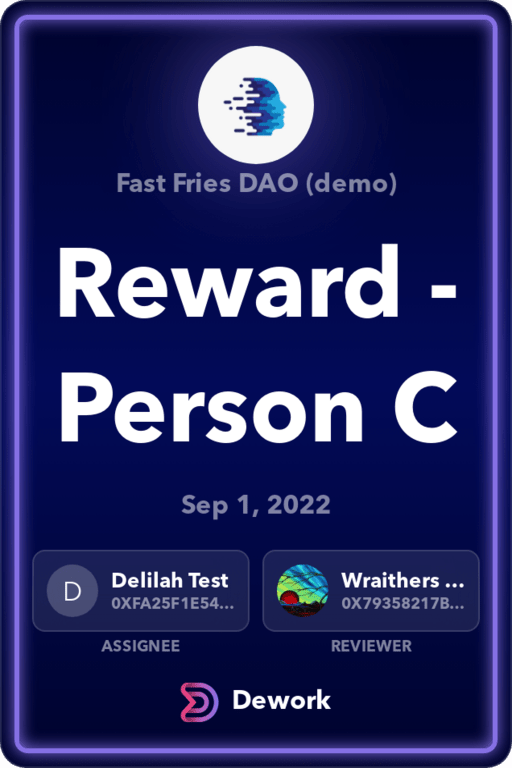 Fast Fries DAO (demo)
Reward -
Person C
Sep 1, 2022
D
Delilah Test
0XFA25F1E54...
ASSIGNEE
Wraithers ...
0X79358217B...
REVIEWER
Dework